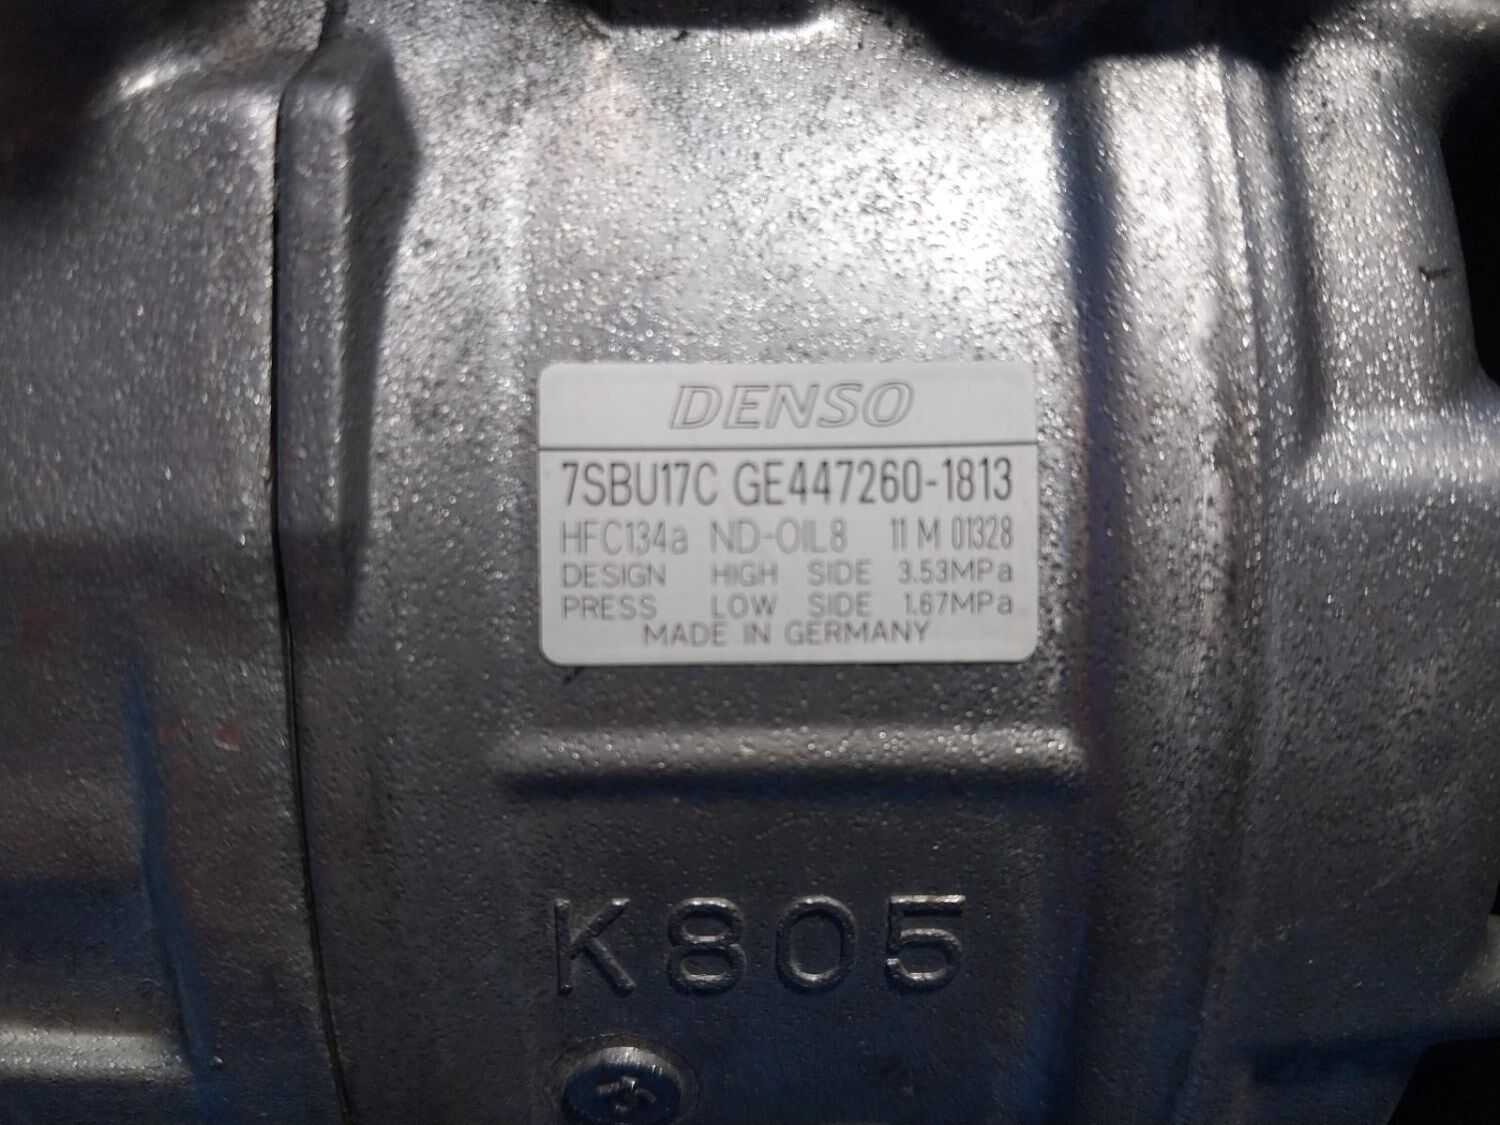 DENSO
7SBU17C GE447260-1813
HFC134a ND-OIL8 11 M 01328
DESIGN HIGH SIDE 3.53MPa
PRESS LOW SIDE 1.67MPa
MADE IN GERMANY
K805